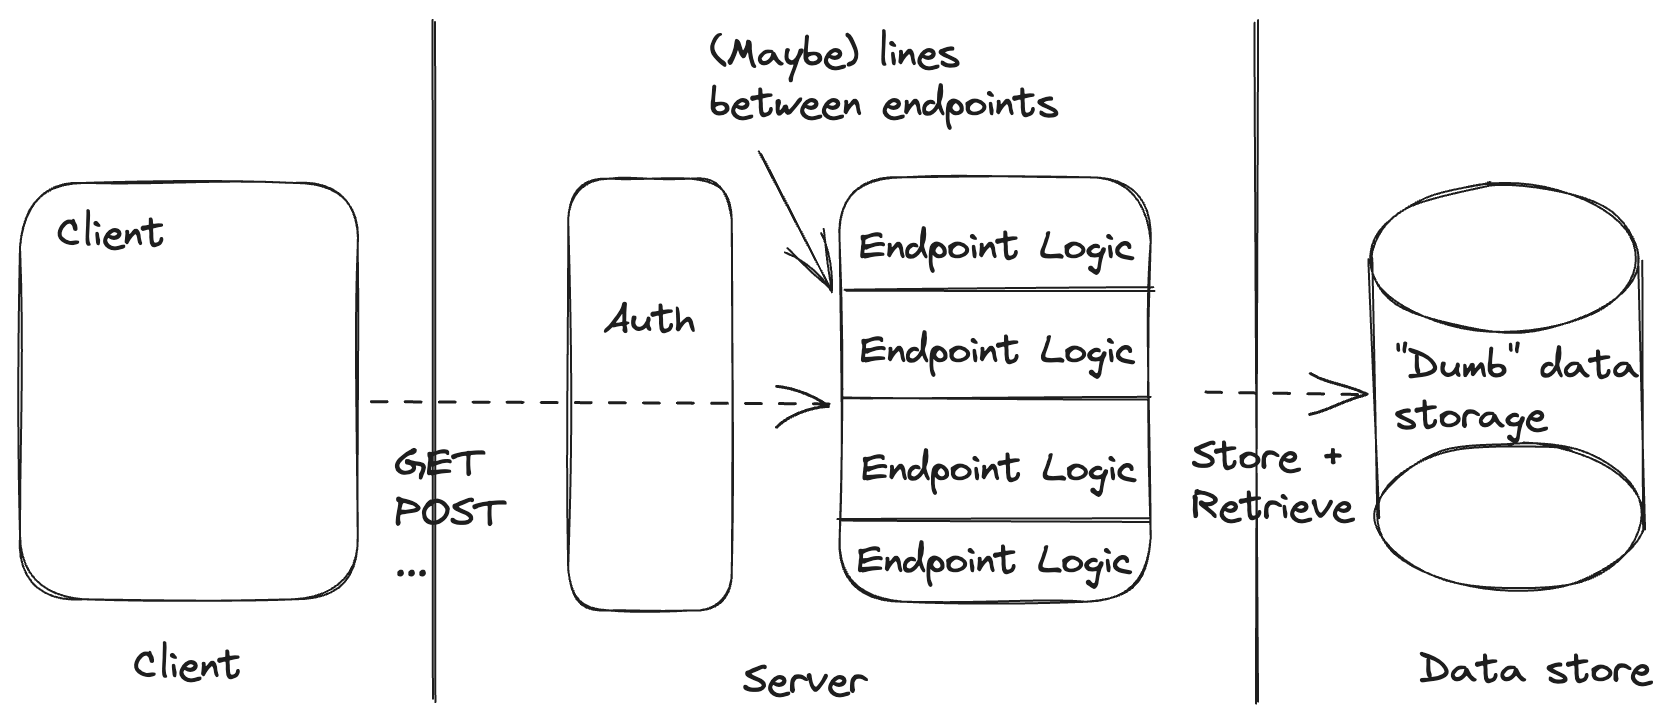 (Maybe) lines
between endpoints
Client
Auth
Endpoint Logic
Endpoint Logic
Endpoint Logic
Endpoint Logic
GET
POST
...
Store +
Retrieve
"Dumb" data
storage
Client
Server
Data store